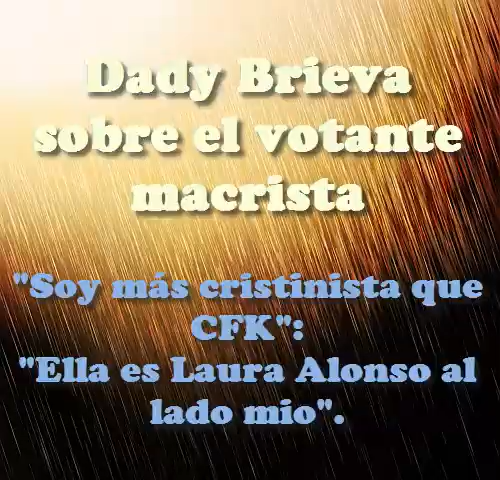 Dady Brieva
sobre el votante
macrista
"Soy más cristinista que
CFK":
"Ella es Laura Alonso al
lado mio".